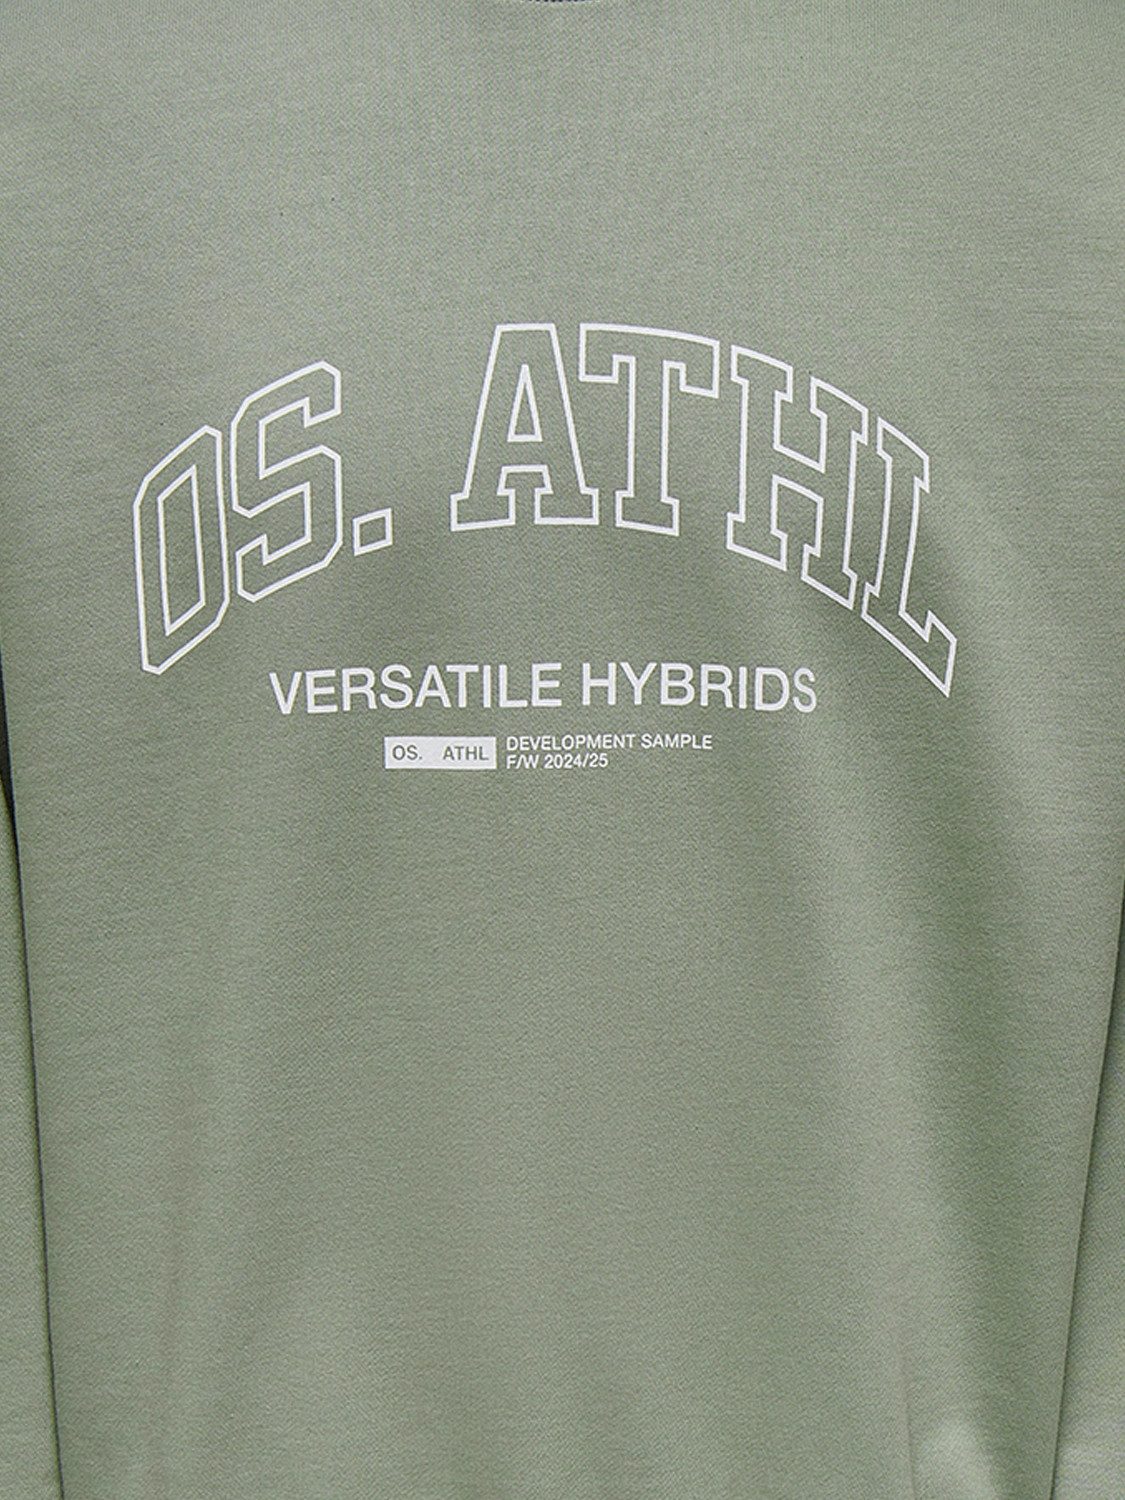 OS. ATHL
VERSATILE HYBRIDS
OS. ATHL
DEVELOPMENT SAMPLE
F/W 2024/25